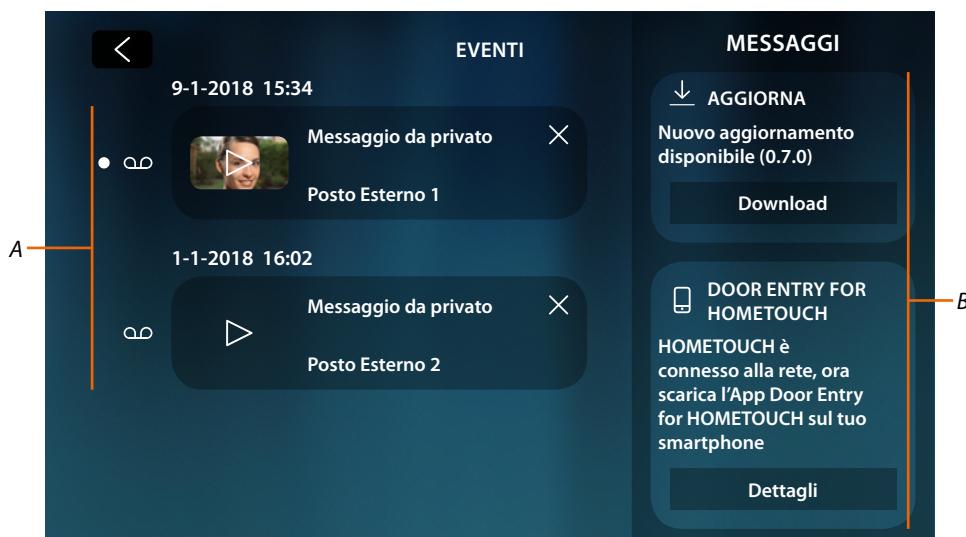 EVENTI
9-1-2018 15:34
Messaggio da privato
Posto Esterno 1
1-1-2018 16:02
Messaggio da privato
Posto Esterno 2
A
MESSAGGI
AGGIORNA
Nuovo aggiornamento
disponibile (0.7.0)
Download
DOOR ENTRY FOR
HOMETOUCH
HOMETOUCH è
connesso alla rete, ora
scarica l’App Door Entry
for HOMETOUCH sul tuo
smartphone
Dettagli
B